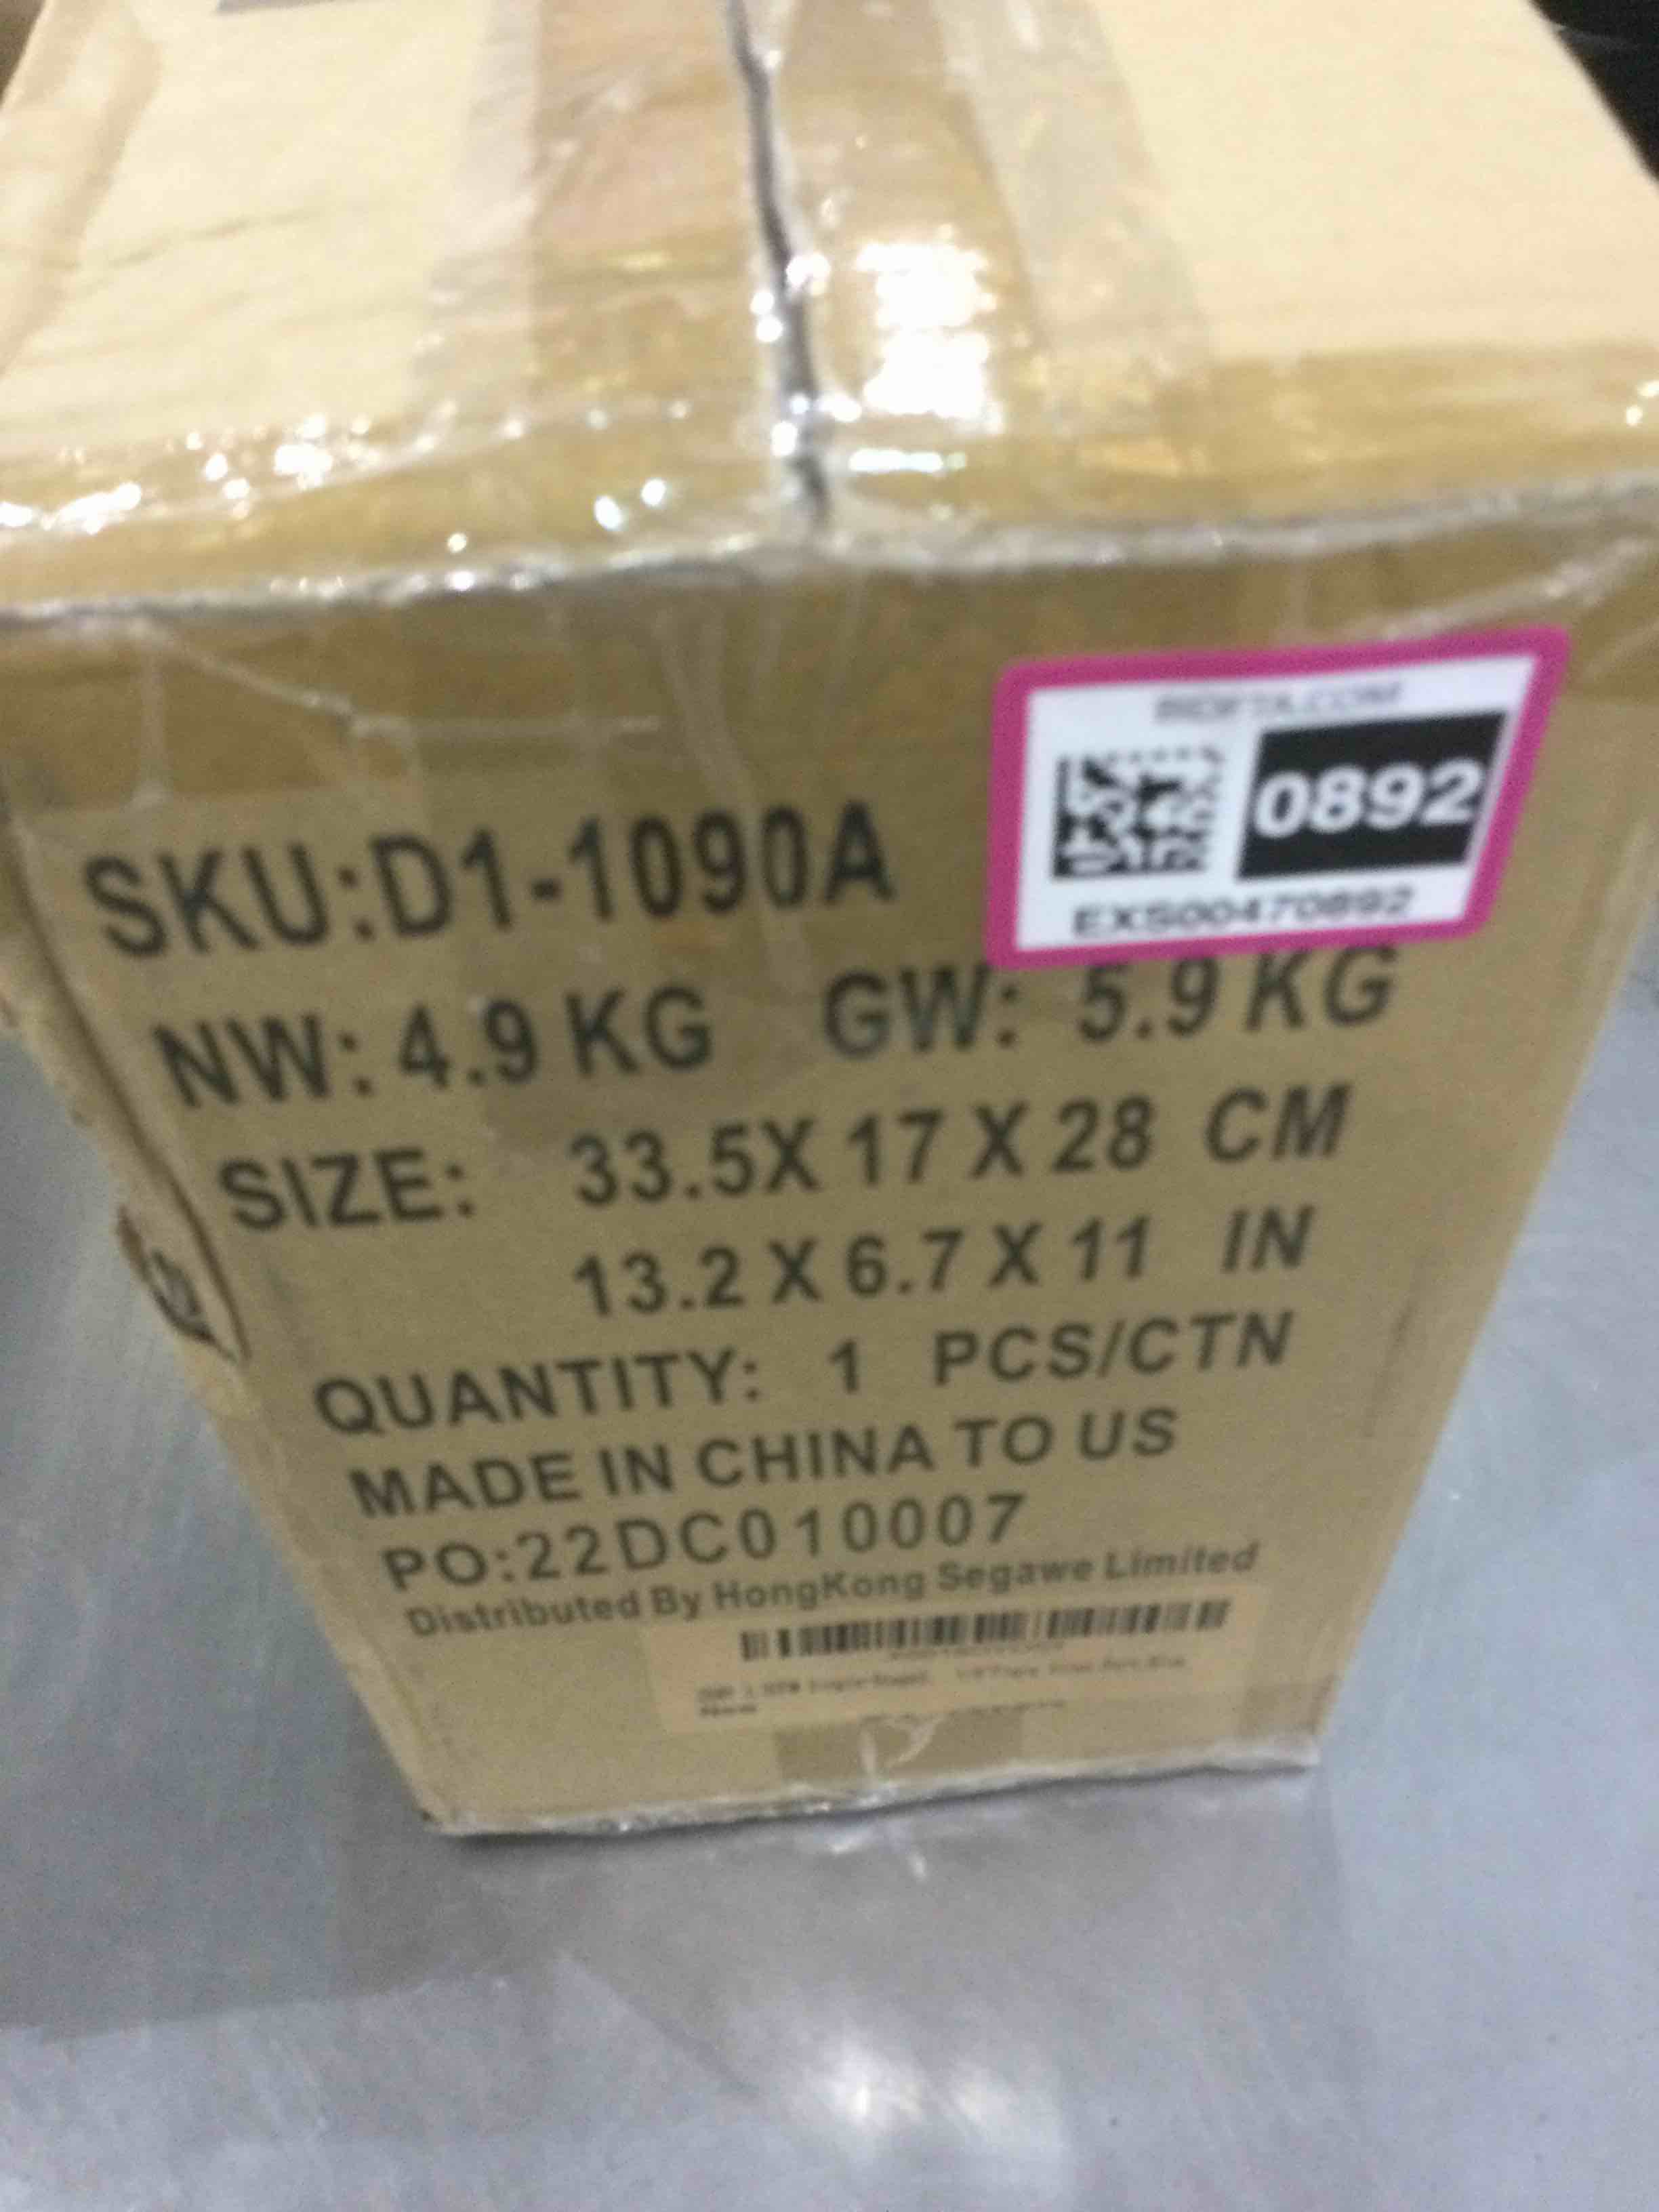 0892
EXS00470892
SKU:D1-1090A
NW: 4.9 KG GW: 5.9 KG
SIZE: 33.5X 17 X 28 CM
13.2 X 6.7 X 11 IN
QUANTITY: 1 PCS/CTN
MADE IN CHINA TO US
PO:22DC010007
Distributed By HongKong Segawe Limited
New